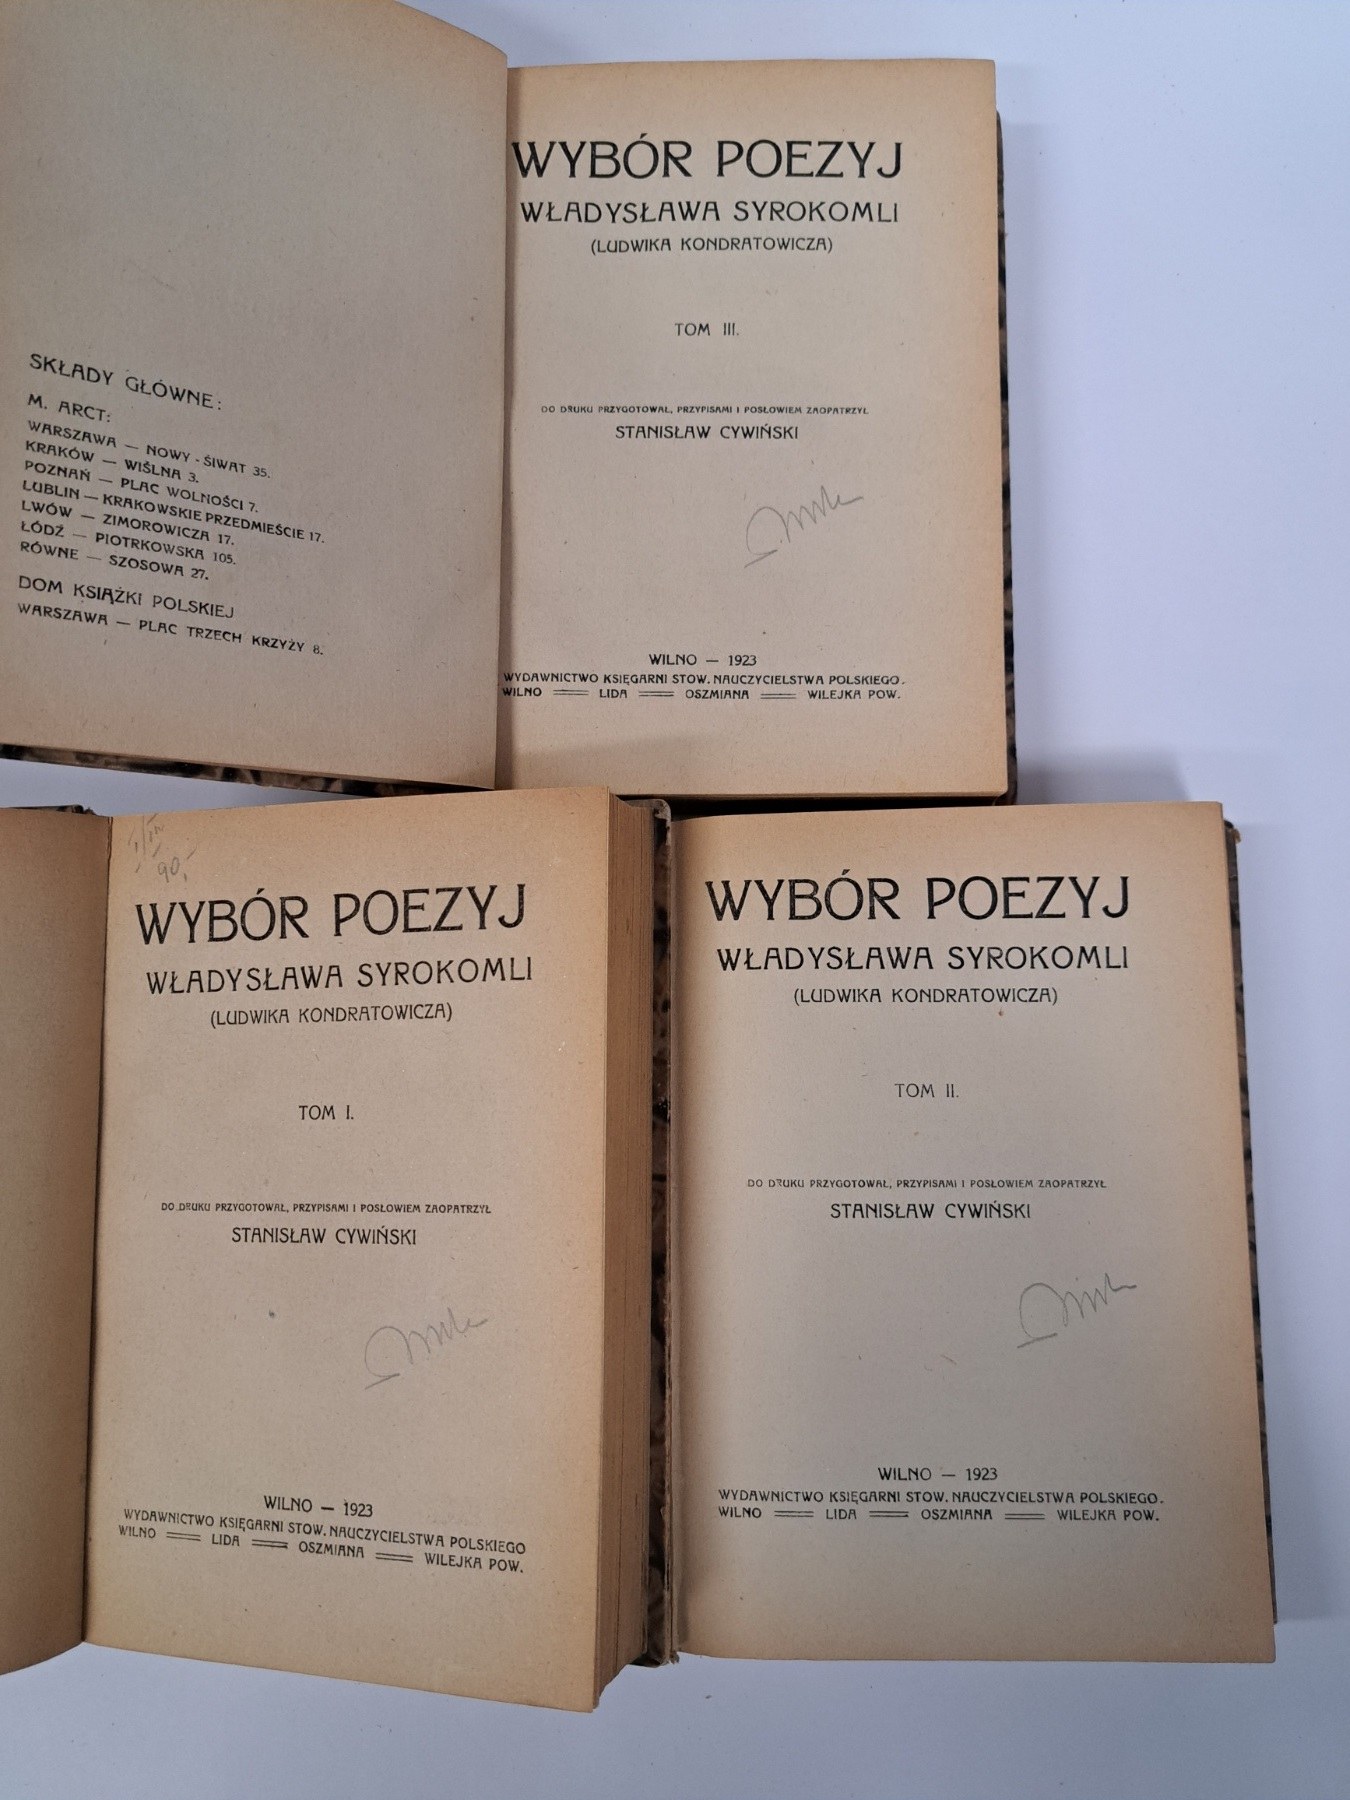 SKŁADY GŁÓWNE:
M. ARCT:
WARSZAWA — NOWY - ŚIWAT 35.
KRAKÓW — WIŚLNA 3.
POZNAŃ — PLAC WOLNOŚCI 7.
LUBLIN — KRAKOWSKIE PRZEDMIEŚCIE 17.
LWÓW — ZIMOROWICZA 17.
ŁÓDŹ — PIOTRKOWSKA 105.
RÓWNE — SZOSOWA 27.
DOM KSIĄŻKI POLSKIEJ
WARSZAWA — PLAC TRZECH KRZYŻY 8.
WYBÓR POEZYJ
WŁADYSŁAWA SYROKOMLI
(LUDWIKA KONDRATOWICZA)
TOM III.
DO DRUKU PRZYGOTOWAŁ, PRZYPISAMI I POSŁOWIEM ZAOPATRZYŁ
STANISŁAW CYWIŃSKI
WILNO — 1923
WYDAWNICTWO KSIĘGARNI STOW. NAUCZYCIELSTWA POLSKIEGO.
WILNO LIDA OSZMIANA WILEJKA POW.
90,-
WYBÓR POEZYJ
WŁADYSŁAWA SYROKOMLI
(LUDWIKA KONDRATOWICZA)
TOM I.
DO DRUKU PRZYGOTOWAŁ, PRZYPISAMI I POSŁOWIEM ZAOPATRZYŁ
STANISŁAW CYWIŃSKI
WILNO — 1923
WYDAWNICTWO KSIĘGARNI STOW. NAUCZYCIELSTWA POLSKIEGO
WILNO LIDA OSZMIANA WILEJKA POW.
WYBÓR POEZYJ
WŁADYSŁAWA SYROKOMLI
(LUDWIKA KONDRATOWICZA)
TOM II.
DO DRUKU PRZYGOTOWAŁ, PRZYPISAMI I POSŁOWIEM ZAOPATRZYŁ
STANISŁAW CYWIŃSKI
WILNO — 1923
WYDAWNICTWO KSIĘGARNI STOW. NAUCZYCIELSTWA POLSKIEGO.
WILNO LIDA OSZMIANA WILEJKA POW.